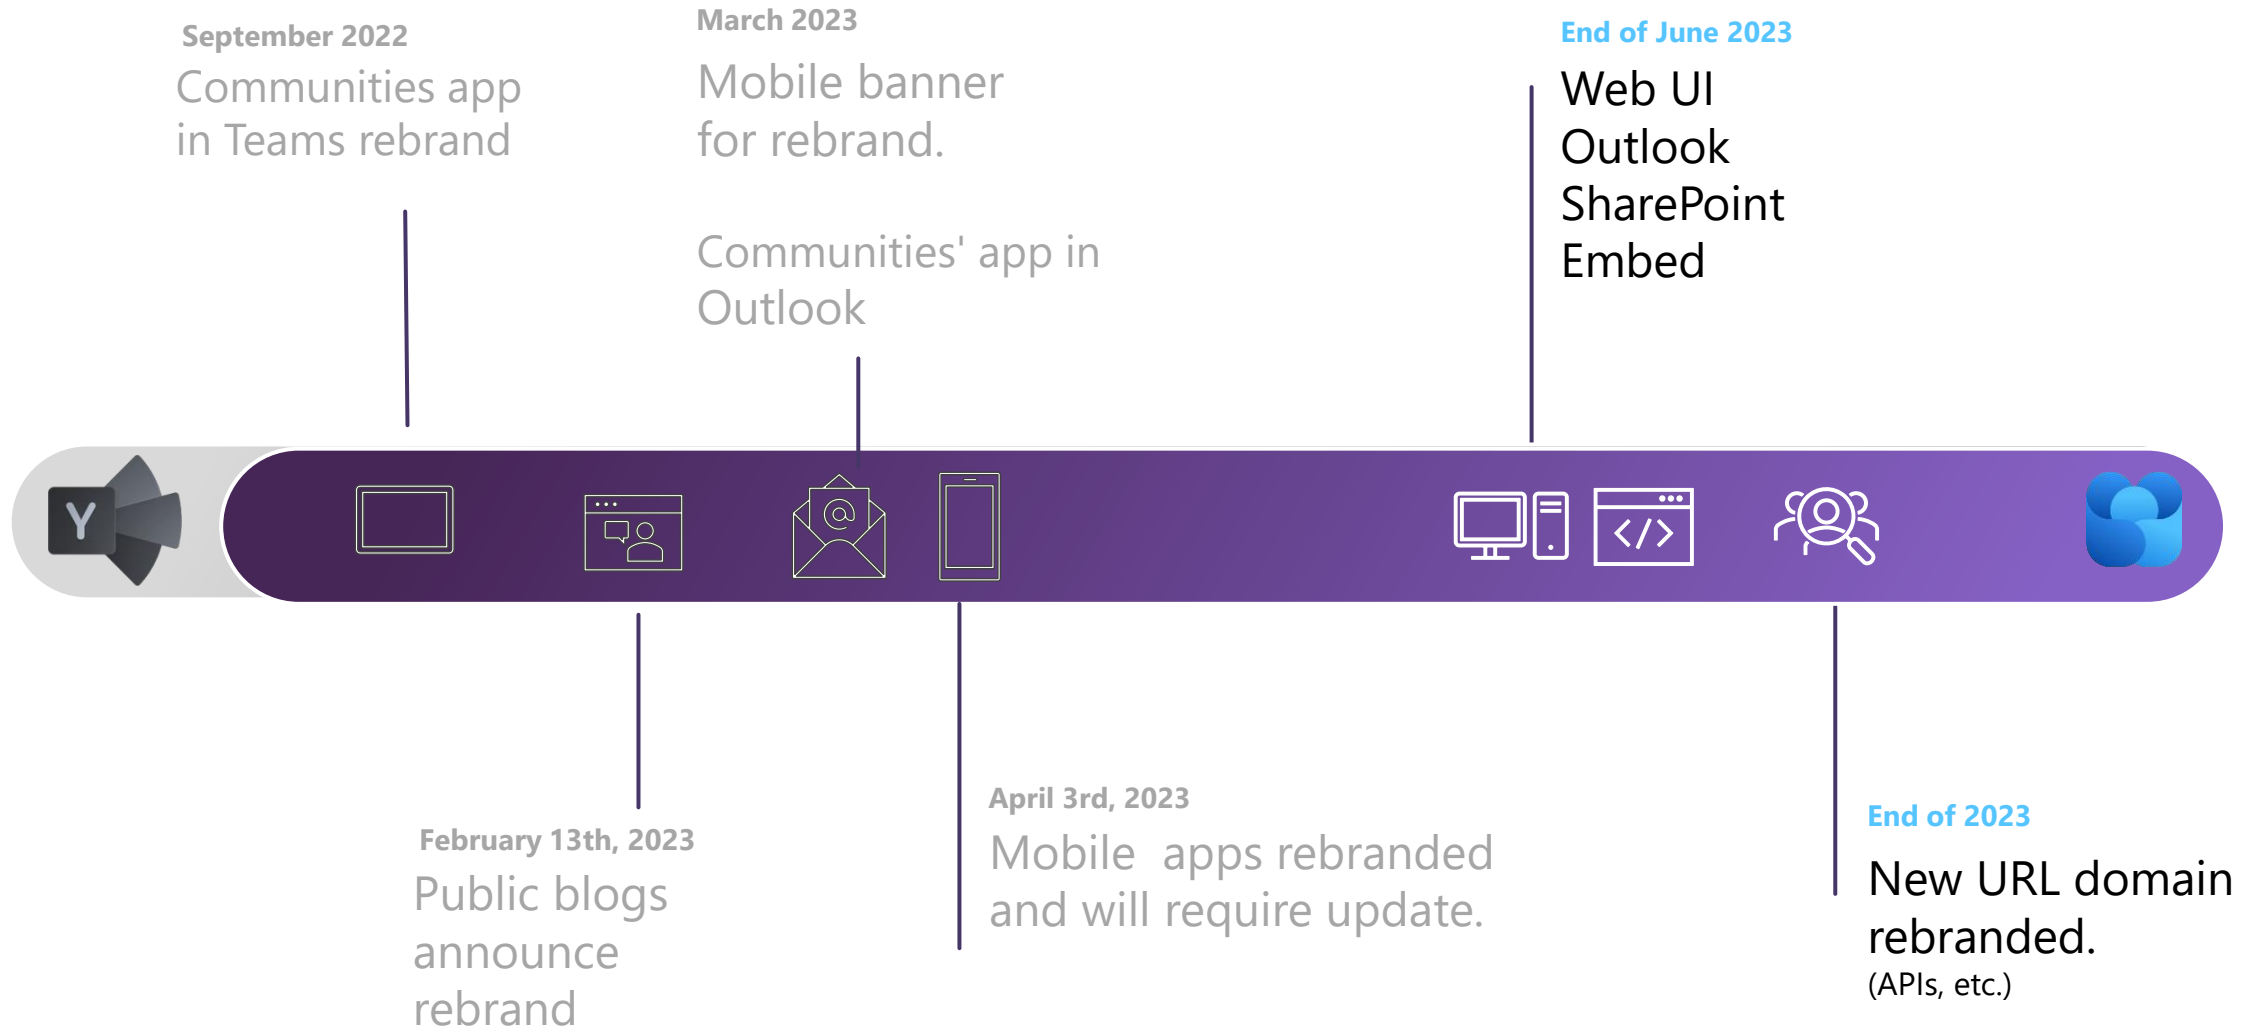 September 2022
Communities app
in Teams rebrand
March 2023
Mobile banner
for rebrand.
Communities' app in
Outlook
End of June 2023
Web UI
Outlook
SharePoint
Embed
Y
@
</>
February 13th, 2023
Public blogs
announce
rebrand
April 3rd, 2023
Mobile  apps rebranded
and will require update.
End of 2023
New URL domain
rebranded.
(APIs, etc.)